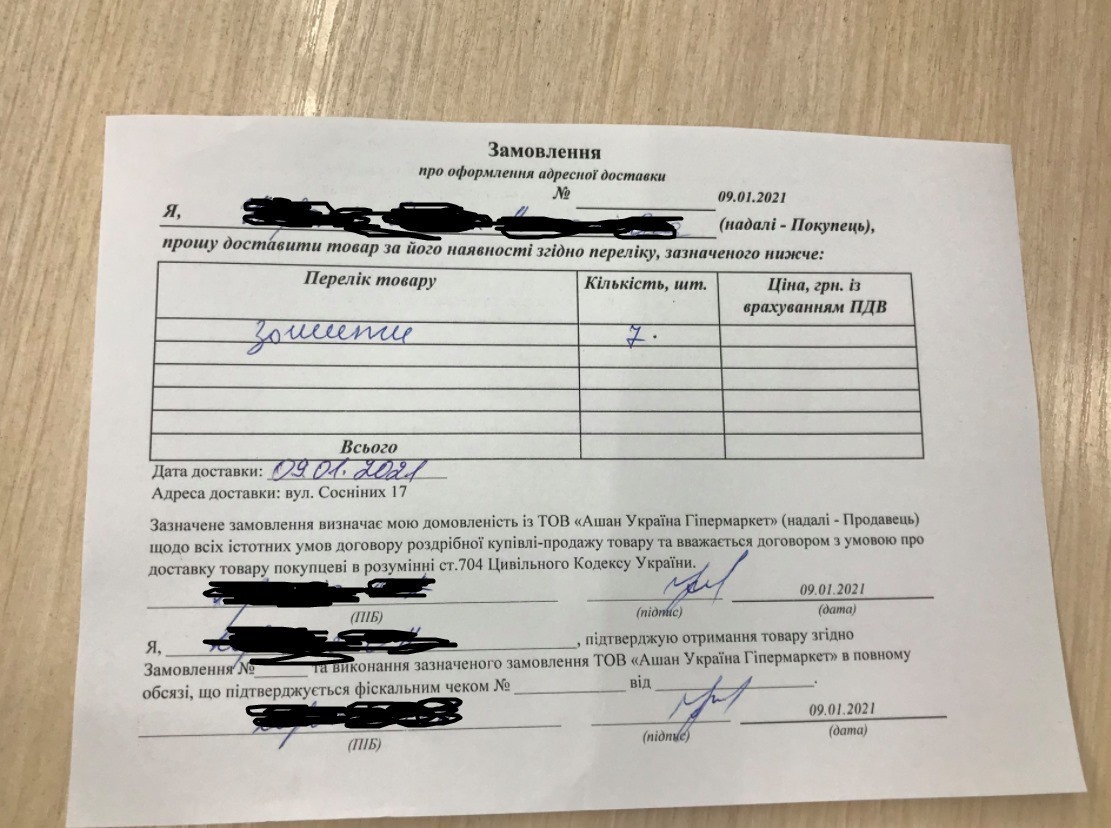 Замовлення
про оформлення адресної доставки
№ 09.01.2021
Я, (надалі - Покупець),
прошу доставити товар за його наявності згідно переліку, зазначеного нижче:
Перелік товару Кількість, шт. Ціна, грн. із
врахуванням ПДВ
Зошити 7.
Всього
Дата доставки: 09.01.2021
Адреса доставки: вул. Сосніних 17
Зазначене замовлення визначає мою домовленість із ТОВ «Ашан Україна Гіпермаркет» (надалі - Продавець)
щодо всіх істотних умов договору роздрібної купівлі-продажу товару та вважається договором з умовою про
доставку товару покупцеві в розумінні ст.704 Цивільного Кодексу України.
09.01.2021
(ПІБ) (підпис) (дата)
Я, , підтверджую отримання товару згідно
Замовлення № та виконання зазначеного замовлення ТОВ «Ашан Україна Гіпермаркет» в повному
обсязі, що підтверджується фіскальним чеком № від .
09.01.2021
(ПІБ) (підпис) (дата)